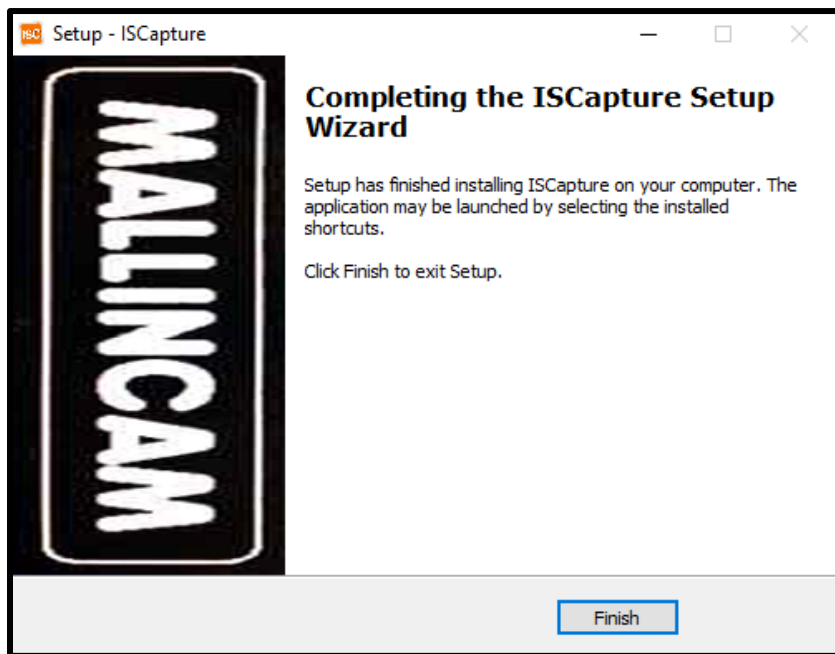 ISC Setup - ISCapture
MALLINCAM
Completing the ISCapture Setup
Wizard
Setup has finished installing ISCapture on your computer. The
application may be launched by selecting the installed
shortcuts.
Click Finish to exit Setup.
Finish